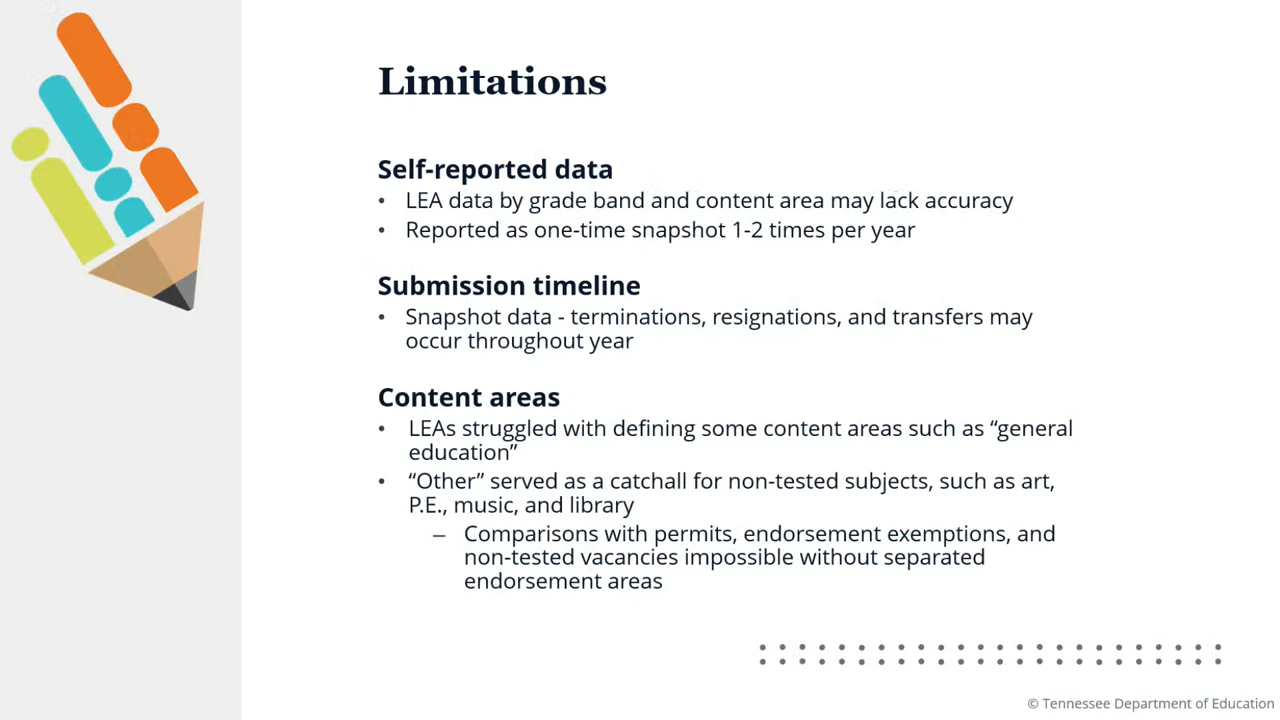 Limitations
Self-reported data
• LEA data by grade band and content area may lack accuracy
• Reported as one-time snapshot 1-2 times per year
Submission timeline
• Snapshot data - terminations, resignations, and transfers may
occur throughout year
Content areas
• LEAs struggled with defining some content areas such as “general
education”
• “Other” served as a catchall for non-tested subjects, such as art,
P.E., music, and library
– Comparisons with permits, endorsement exemptions, and
non-tested vacancies impossible without separated
endorsement areas
© Tennessee Department of Education